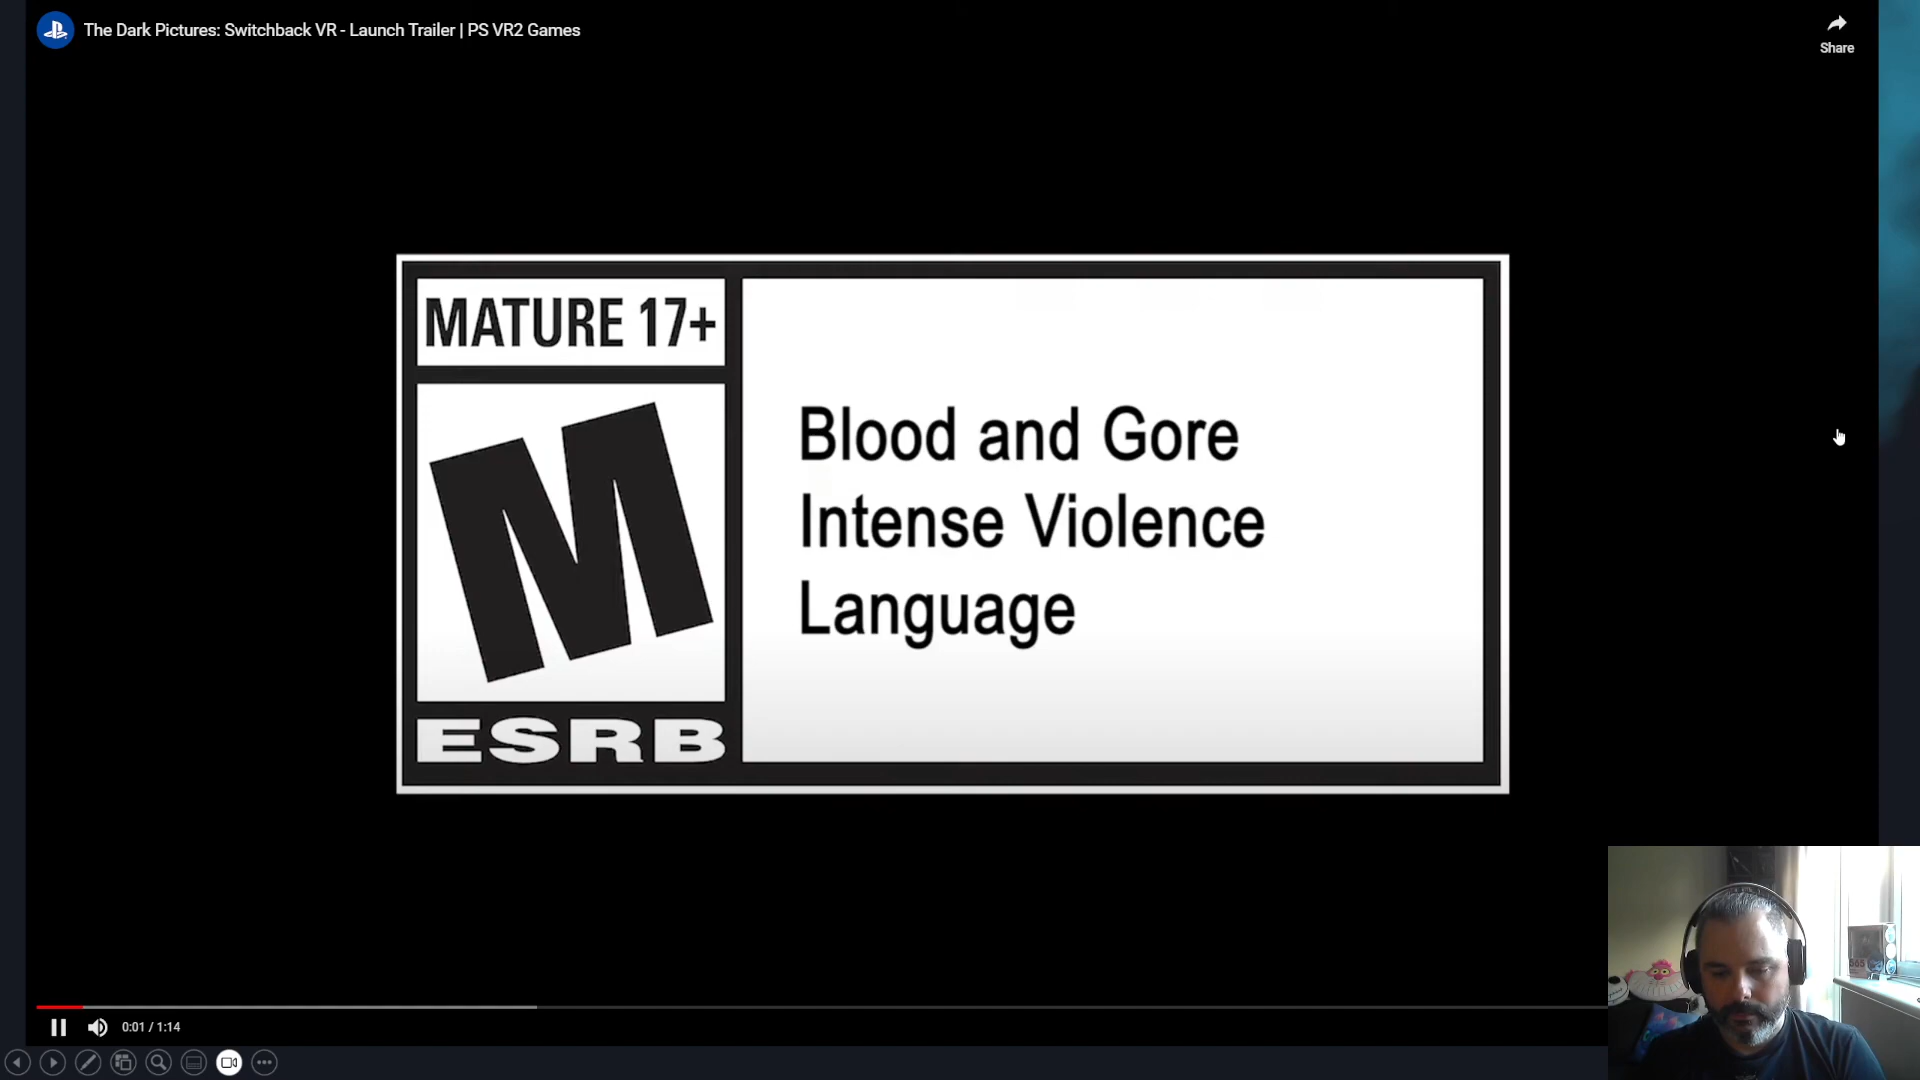 The Dark Pictures: Switchback VR - Launch Trailer | PS VR2 Games
Share
MATURE 17+
M
ESRB
Blood and Gore
Intense Violence
Language
0:01 / 1:14